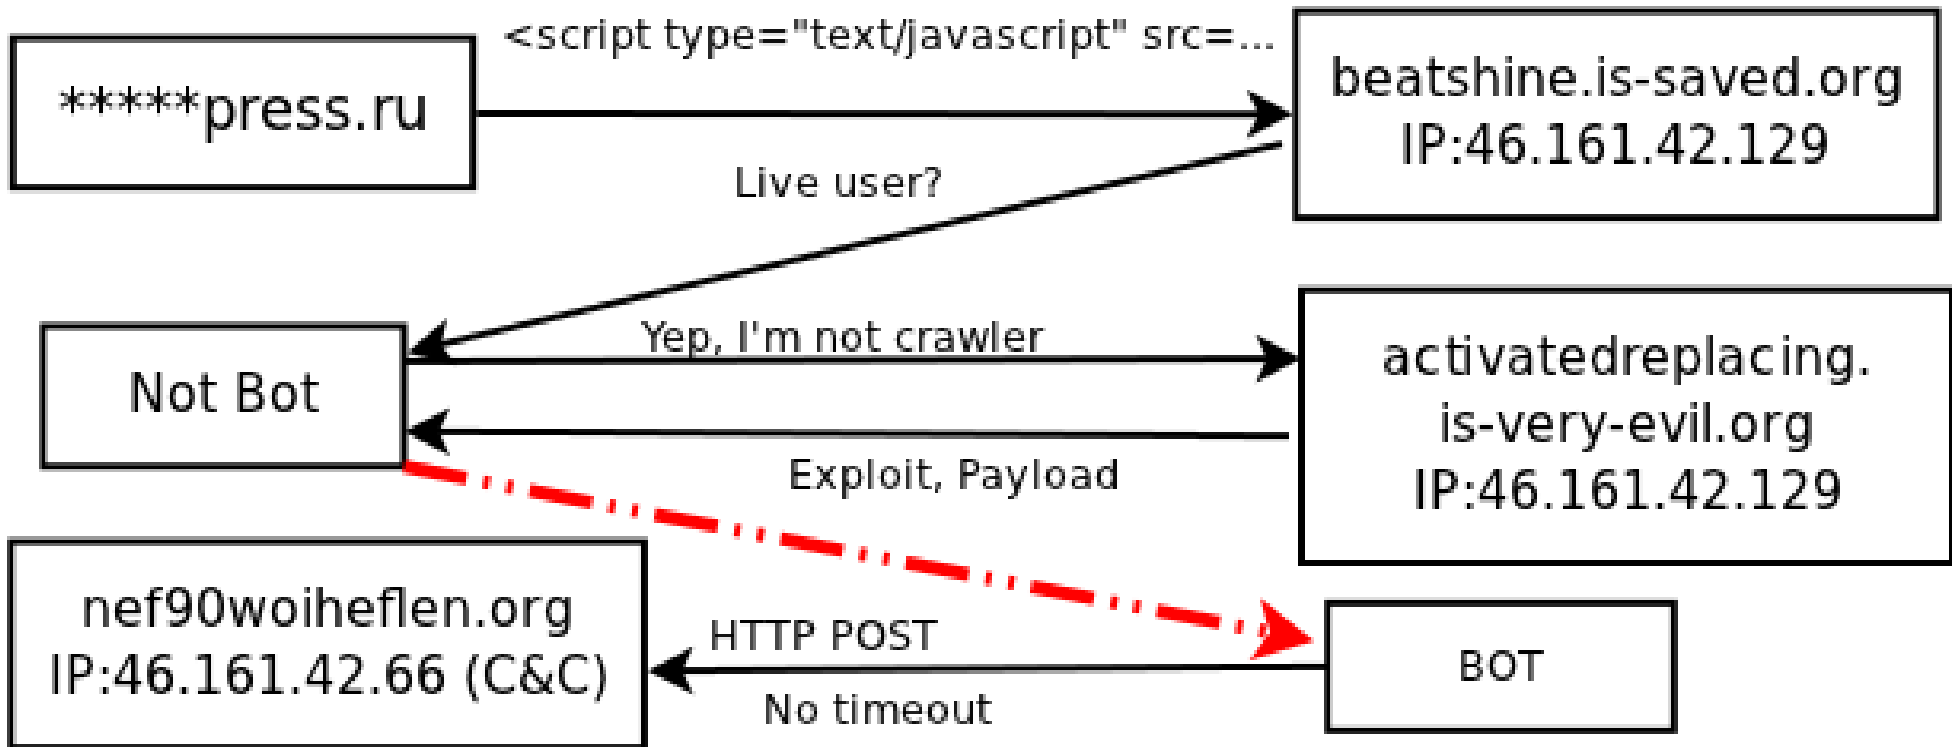 <script type="text/javascript" src=...
*****press.ru
beatshine.is-saved.org
IP:46.161.42.129
Live user?
Yep, I'm not crawler
Not Bot
activatedreplacing.
is-very-evil.org
IP:46.161.42.129
Exploit, Payload
nef90woiheflen.org
IP:46.161.42.66 (C&C)
HTTP POST
No timeout
BOT